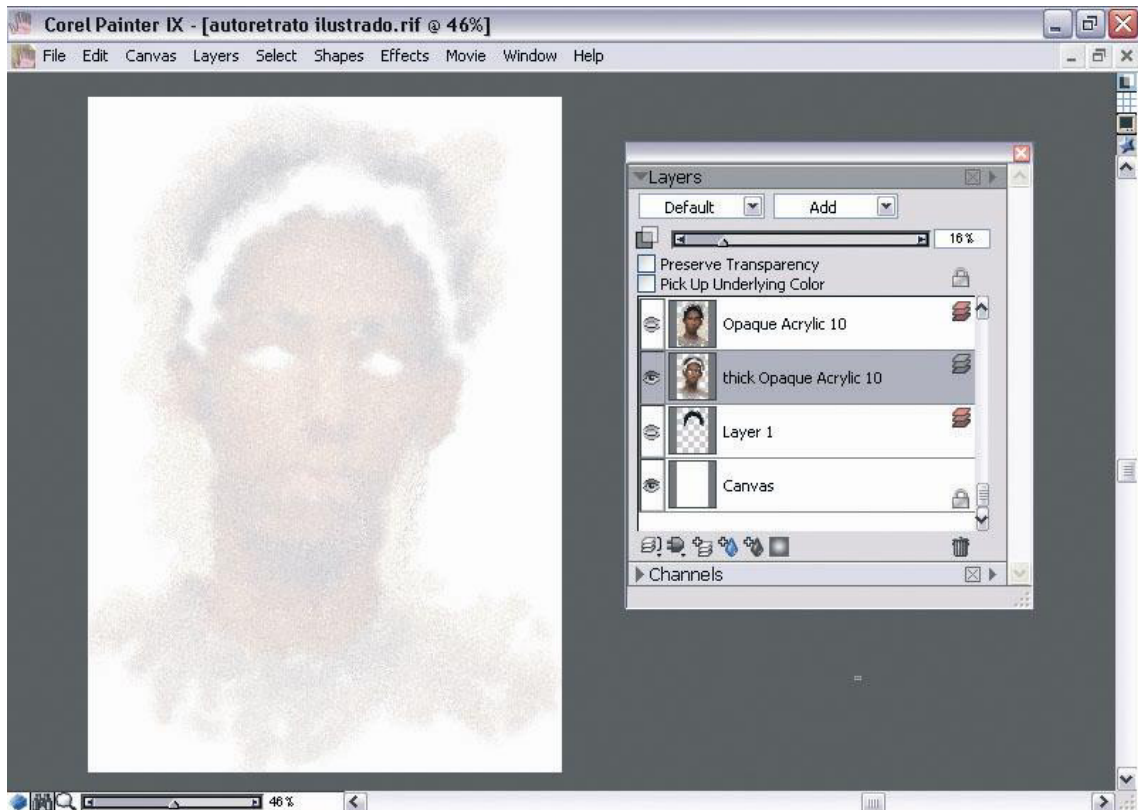 Corel Painter IX - [autoretrato ilustrado.rif @ 46%]
File Edit Canvas Layers Select Shapes Effects Movie Window Help
Layers
Default Add
16%
Preserve Transparency
Pick Up Underlying Color
Opaque Acrylic 10
thick Opaque Acrylic 10
Layer 1
Canvas
Channels
46%